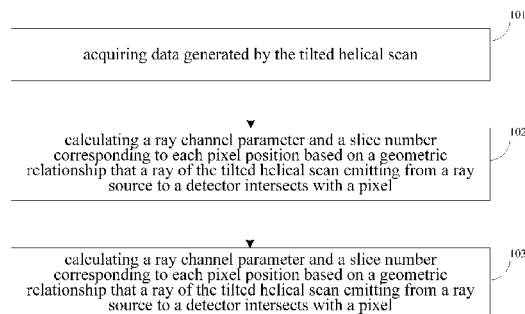 101
acquiring data generated by the tilted helical scan
102
calculating a ray channel parameter and a slice number
corresponding to each pixel position based on a geometric
relationship that a ray of the tilted helical scan emitting from a ray
source to a detector intersects with a pixel
103
calculating a ray channel parameter and a slice number
corresponding to each pixel position based on a geometric
relationship that a ray of the tilted helical scan emitting from a ray
source to a detector intersects with a pixel